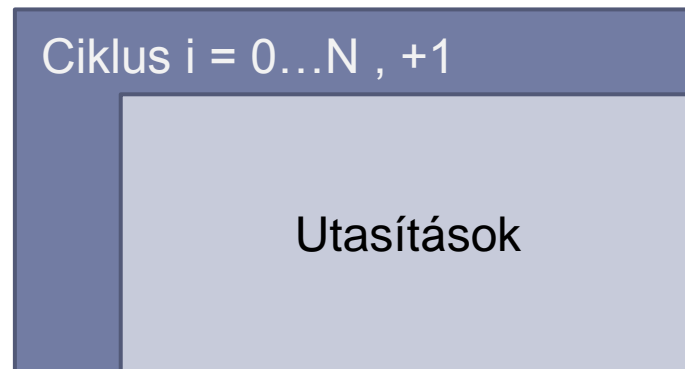 Ciklus i = 0…N , +1
Utasítások